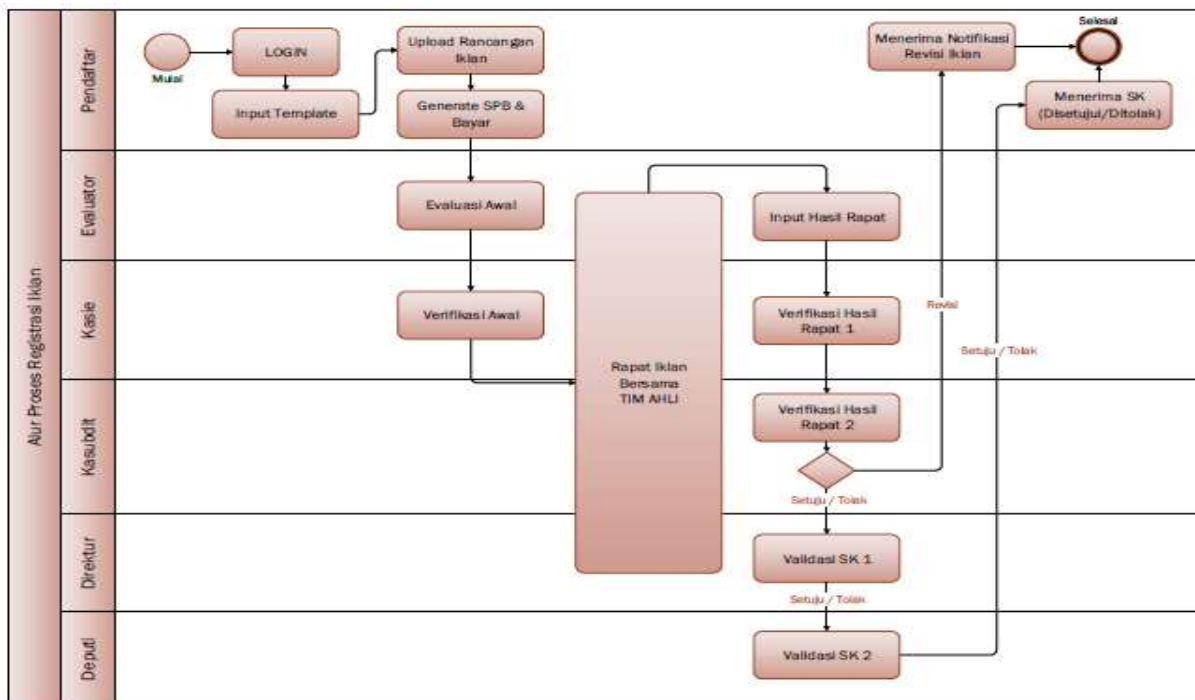 Alur Proses Registrasi Iklan
Pendaftar
Mulai
LOGIN
Input Template
Upload Rancangan
Iklan
Generate SPB &
Bayar
Menerima Notifikasi
Revisi Iklan
Selesai
Menerima SK
(Disetujui/Ditolak)
Evaluator
Evaluasi Awal
Input Hasil Rapat
Kasie
Verifikasi Awal
Rapat Iklan
Bersama
TIM AHLI
Verifikasi Hasil
Rapat 1
Revisi
Setuju / Tolak
Kasubdit
Verifikasi Hasil
Rapat 2
Setuju / Tolak
Direktur
Validasi SK 1
Setuju / Tolak
Deputi
Validasi SK 2